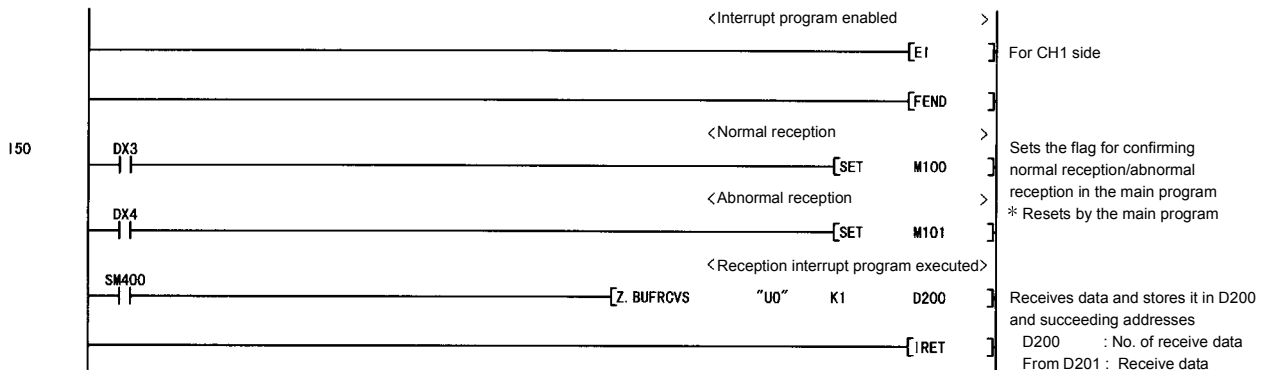 <Interrupt program enabled >
[EI ] For CH1 side
[FEND ]
<Normal reception >
I50 DX3 [SET M100 ] Sets the flag for confirming
normal reception/abnormal
reception in the main program
<Abnormal reception >
* Resets by the main program
DX4 [SET M101 ]
<Reception interrupt program executed>
SM400 [Z.BUFRCVS "U0" K1 D200 ] Receives data and stores it in D200
and succeeding addresses
D200 : No. of receive data
[IRET ]
From D201 : Receive data